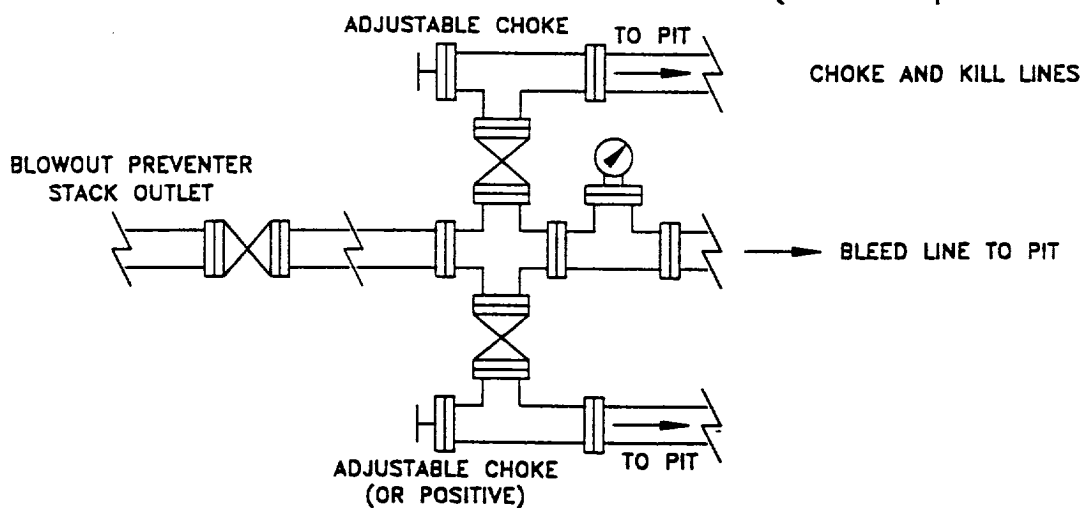 ADJUSTABLE CHOKE
TO PIT
CHOKE AND KILL LINES
BLOWOUT PREVENTER
STACK OUTLET
BLEED LINE TO PIT
TO PIT
ADJUSTABLE CHOKE
(OR POSITIVE)